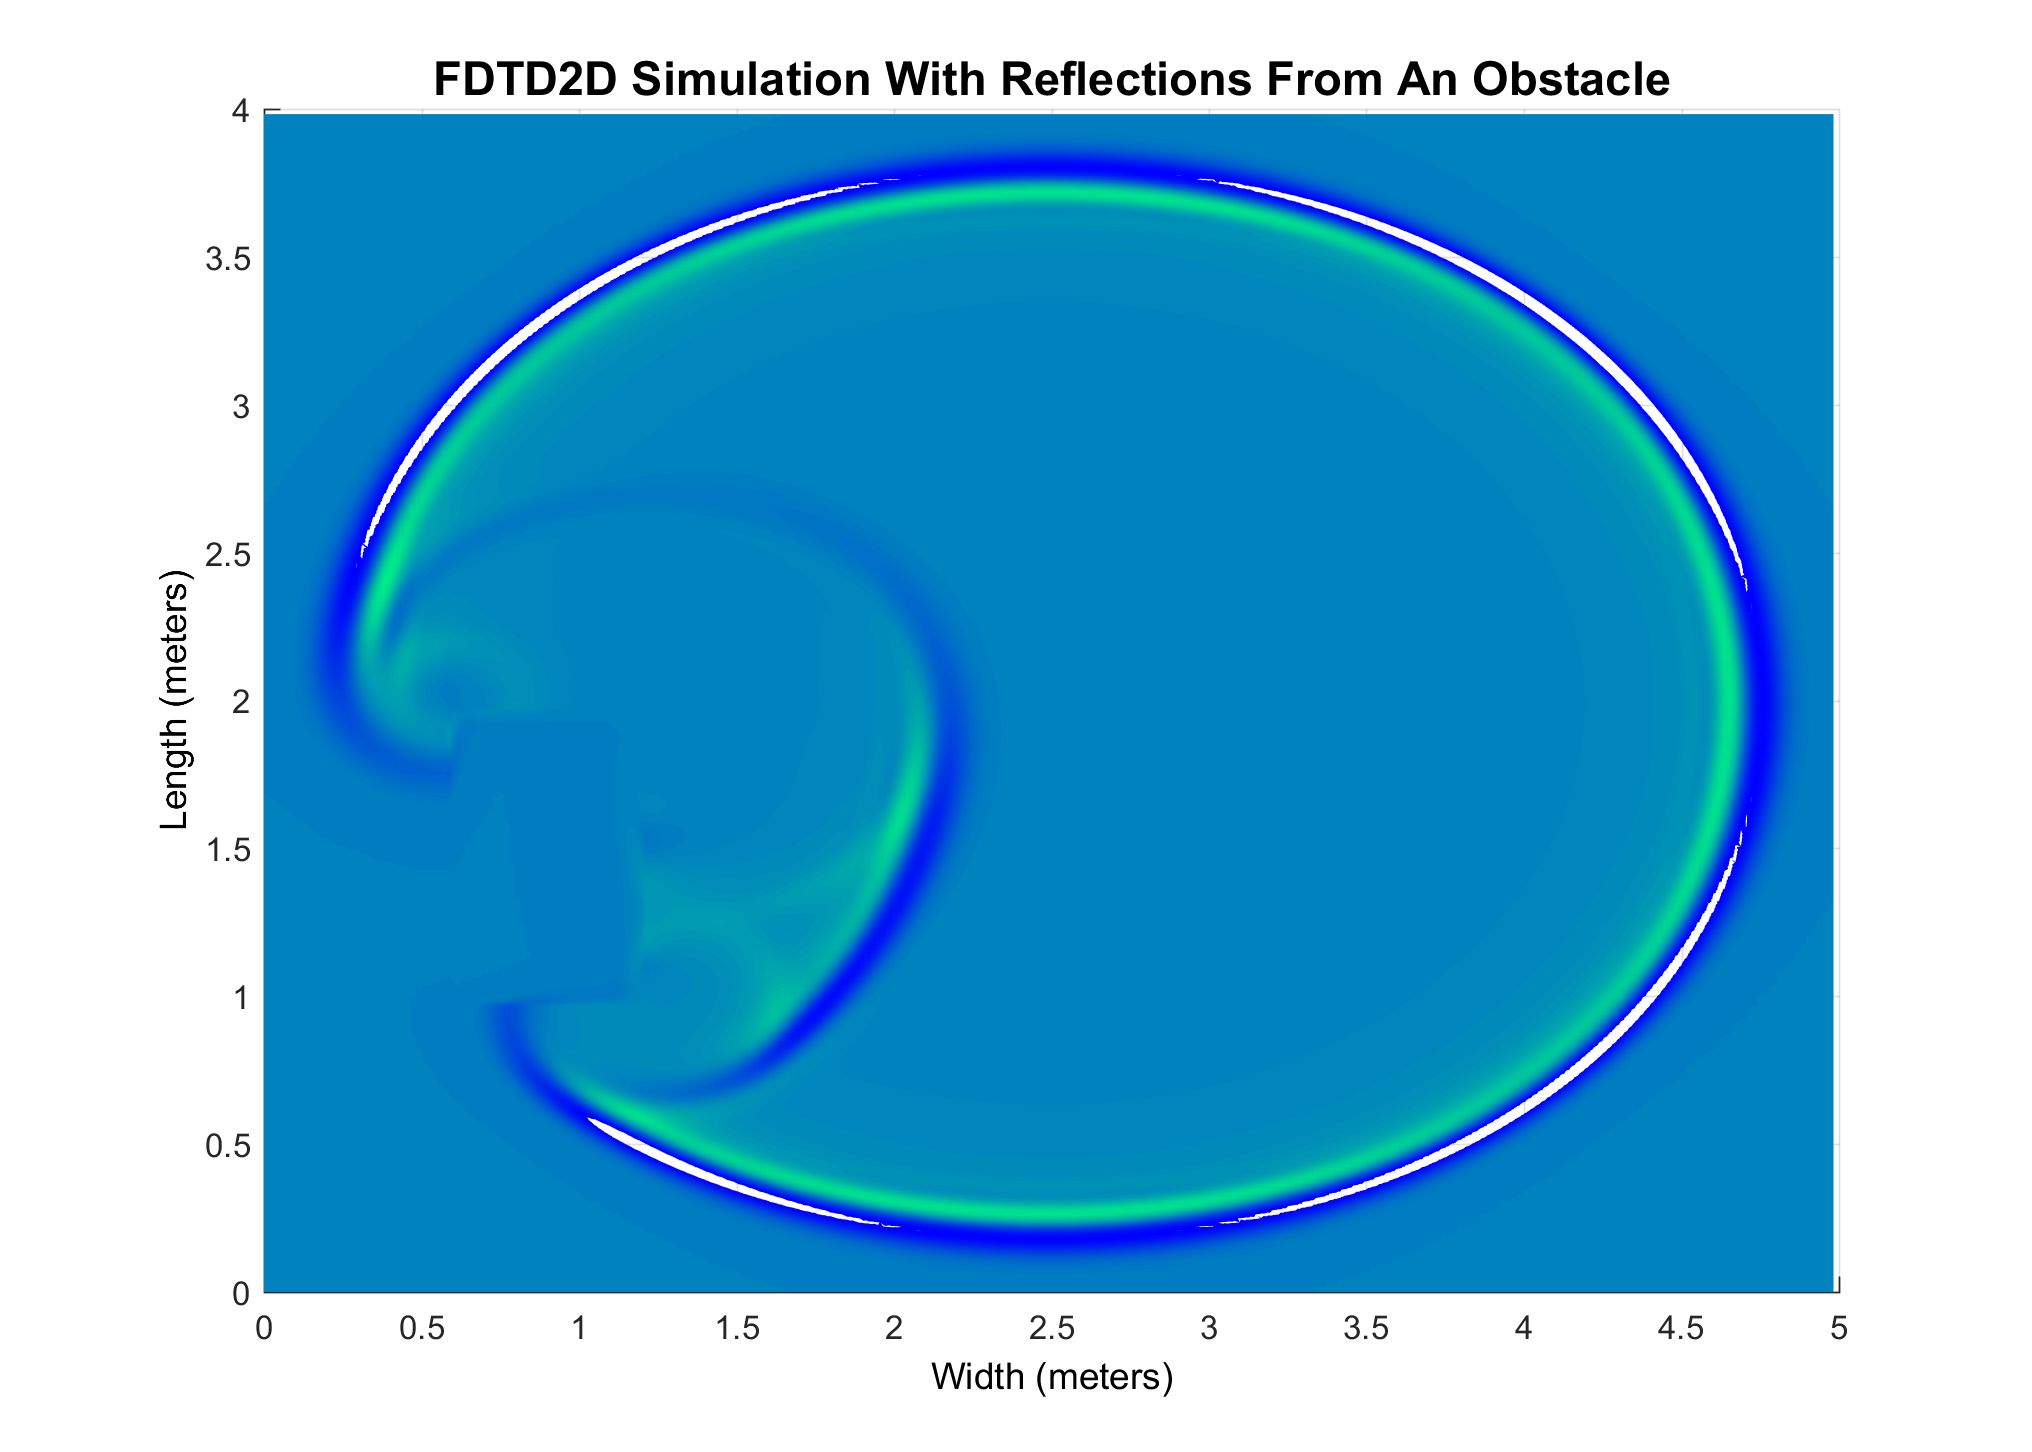 FDTD2D Simulation With Reflections From An Obstacle
4
3.5
3
2.5
2
1.5
1
0.5
0
Length (meters)
0 0.5 1 1.5 2 2.5 3 3.5 4 4.5 5
Width (meters)